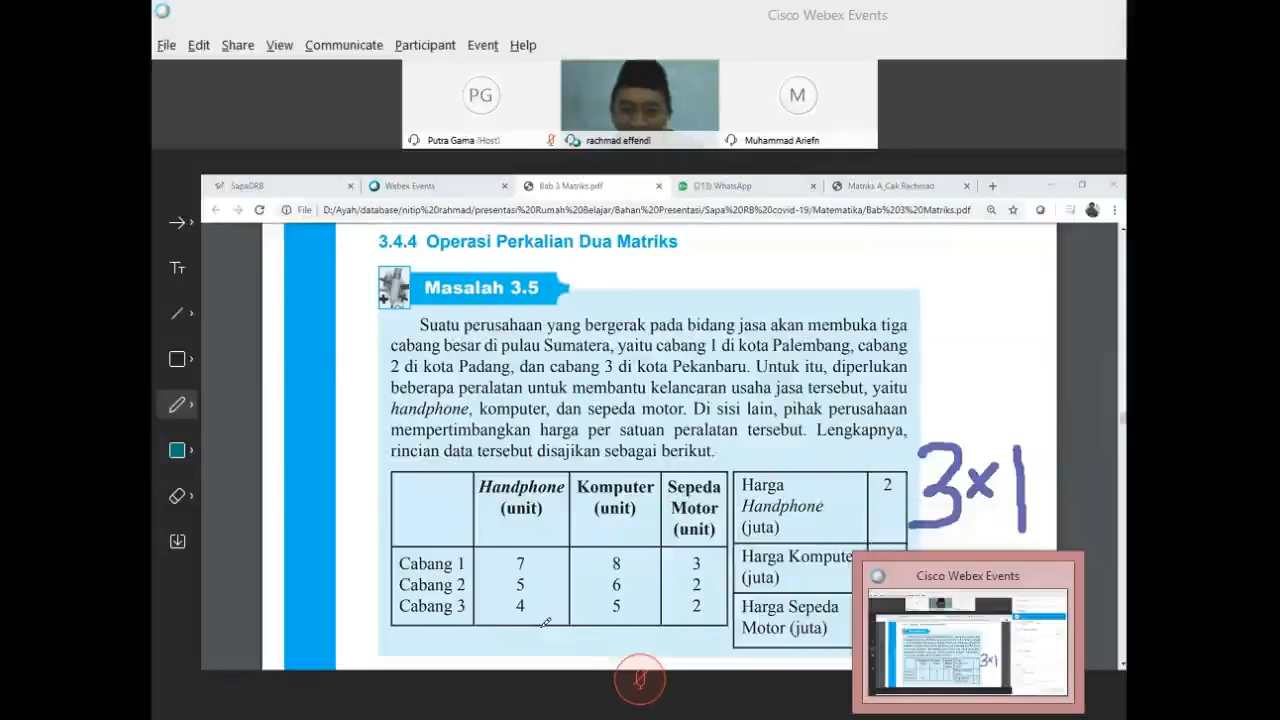 Cisco Webex Events
File Edit Share View Communicate Participant Event Help
PG
M
Putra Gama (Host)
rachmad effendi
Muhammad Ariefn
SapaDRB
Webex Events
Bab 3 Matriks.pdf
(213) WhatsApp
Matriks A_Cak Rachmad
File D:/Ayah/database/nitip%20rahmad/presentasi%20Rumah%20Belajar/Bahan%20Presentasi/Sapa%20RB%20covid-19/Matematika/Bab%203%20Matriks.pdf
3.4.4 Operasi Perkalian Dua Matriks
Masalah 3.5
Suatu perusahaan yang bergerak pada bidang jasa akan membuka tiga
cabang besar di pulau Sumatera, yaitu cabang 1 di kota Palembang, cabang
2 di kota Padang, dan cabang 3 di kota Pekanbaru. Untuk itu, diperlukan
beberapa peralatan untuk membantu kelancaran usaha jasa tersebut, yaitu
handphone, komputer, dan sepeda motor. Di sisi lain, pihak perusahaan
mempertimbangkan harga per satuan peralatan tersebut. Lengkapnya,
rincian data tersebut disajikan sebagai berikut.
Handphone
(unit)
Komputer
(unit)
Sepeda
Motor
(unit)
Cabang 1 7 8 3
Cabang 2 5 6 2
Cabang 3 4 5 2
Harga
Handphone
(juta)
2
Harga Kompute
(juta)
Harga Sepeda
Motor (juta)
3×1
Cisco Webex Events
3×1